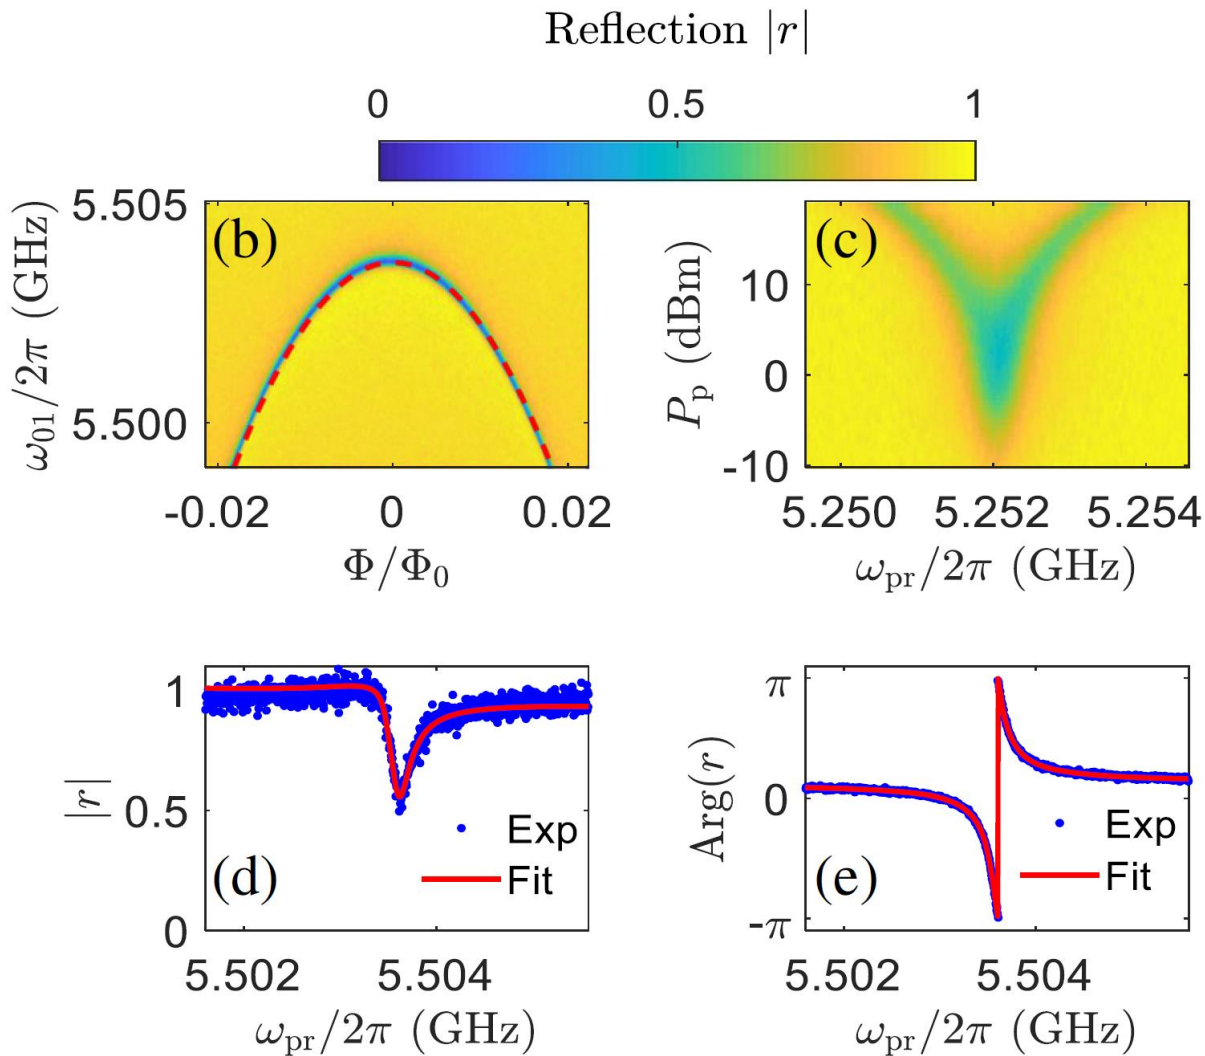 Reflection |r|
0 0.5 1
(b)
5.505
5.500
ω₀₁/2π (GHz)
-0.02 0 0.02
Φ/Φ₀
(c)
10
0
-10
Pₚ (dBm)
5.250 5.252 5.254
ωpr/2π (GHz)
1
0.5
0
|r|
Exp
Fit
(d)
5.502 5.504
ωpr/2π (GHz)
π
0
-π
Arg(r)
Exp
Fit
(e)
5.502 5.504
ωpr/2π (GHz)